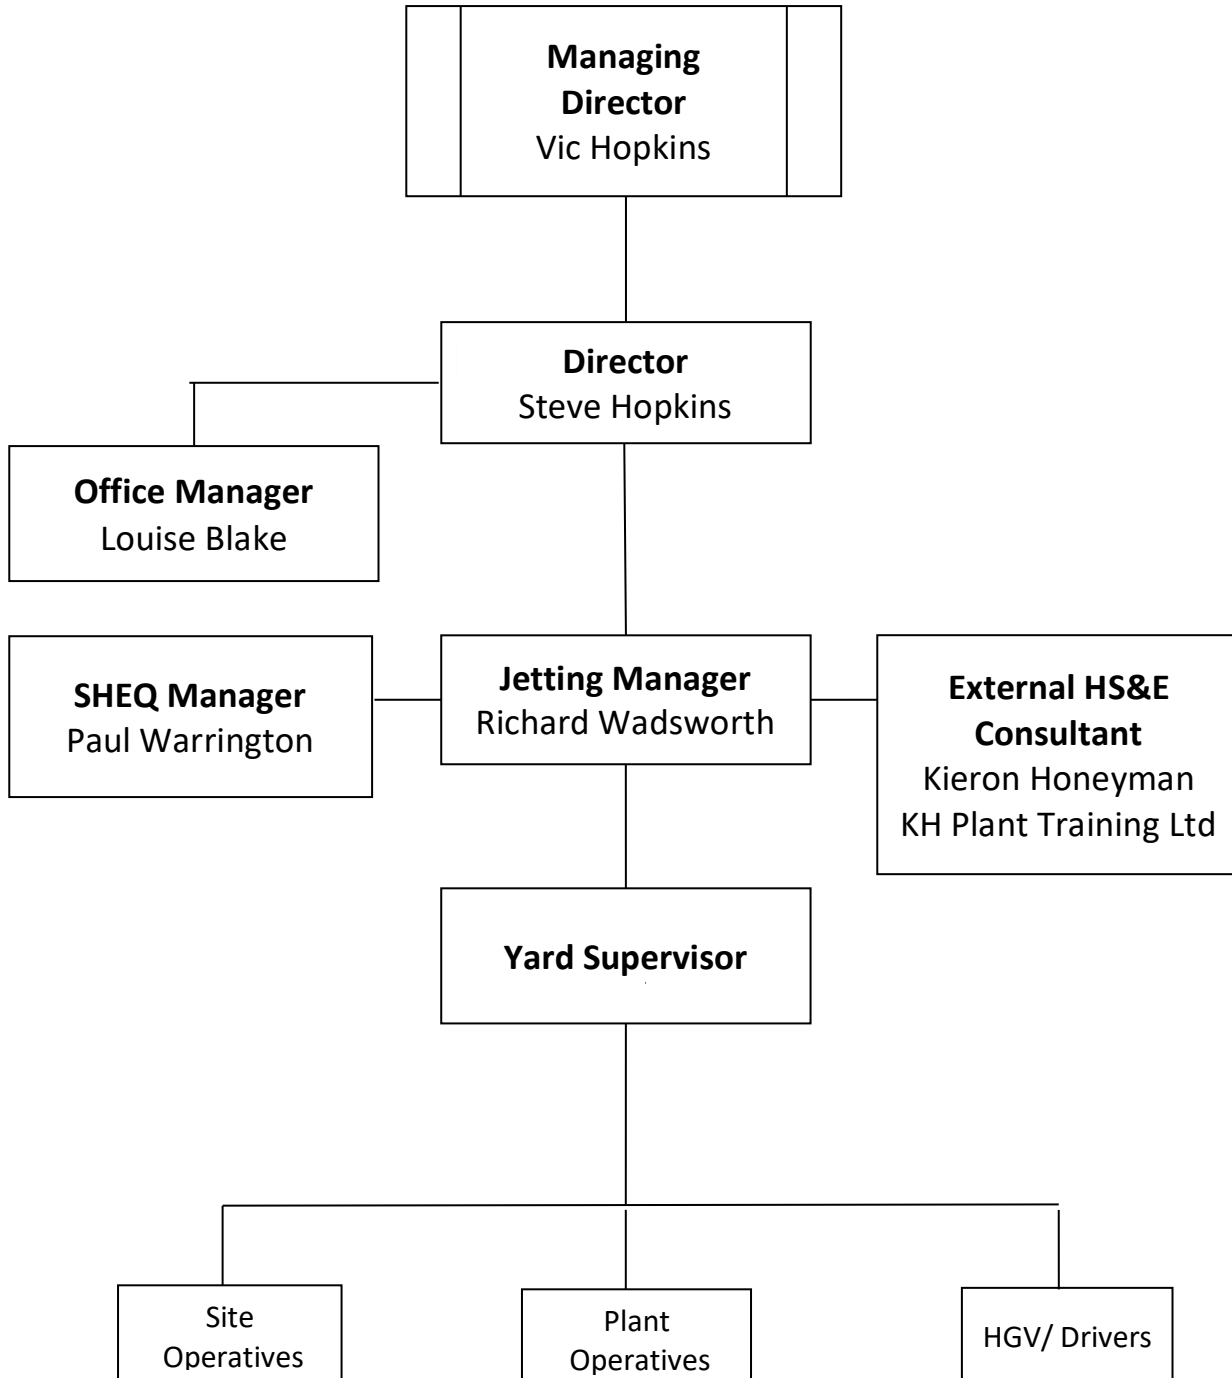 Managing
Director
Vic Hopkins
Director
Steve Hopkins
Office Manager
Louise Blake
SHEQ Manager
Paul Warrington
Jetting Manager
Richard Wadsworth
External HS&E
Consultant
Kieron Honeyman
KH Plant Training Ltd
Yard Supervisor
Site
Operatives
Plant
Operatives
HGV/ Drivers